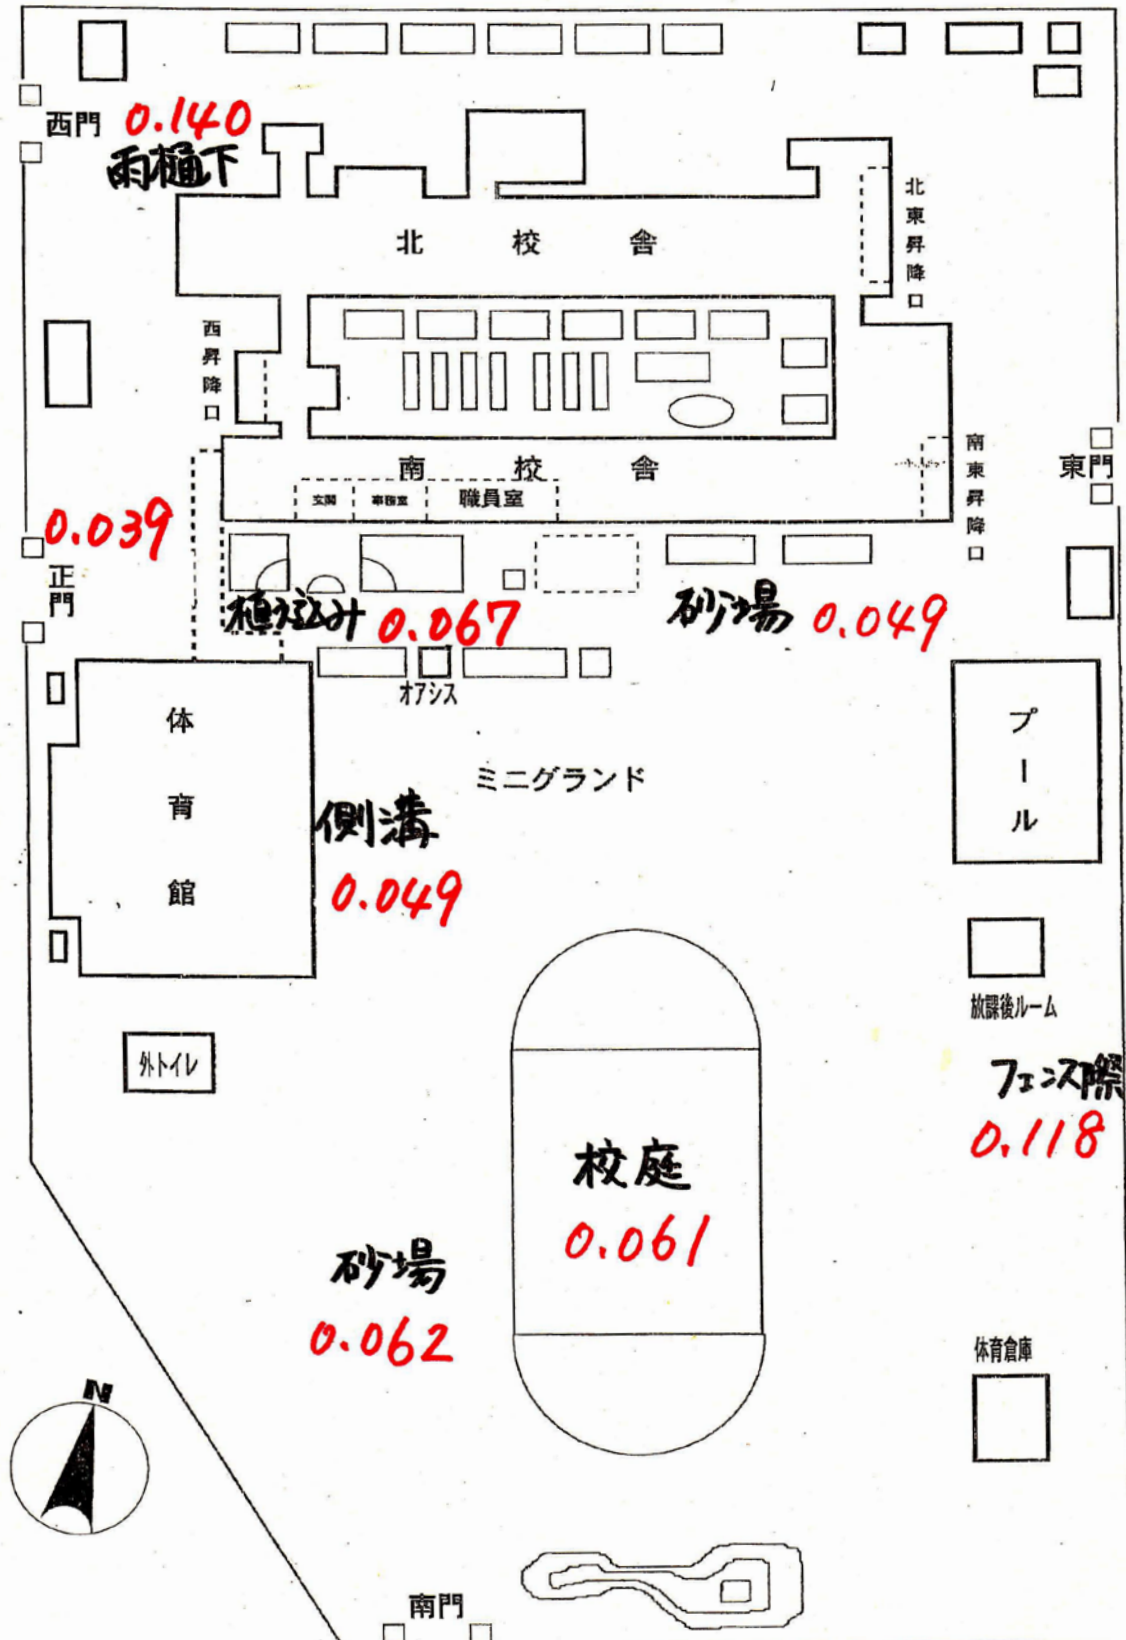 西門 0.140
雨樋下
北校舎
北東昇降口
西昇降口
南校舎
玄関 事務室 職員室
南東昇降口
東門
0.039
正門
植え込み 0.067
砂場 0.049
オアシス
体育館
プール
ミニグランド
側溝
0.049
放課後ルーム
外トイレ
フェンス際
0.118
校庭
0.061
砂場
0.062
体育倉庫
N
南門